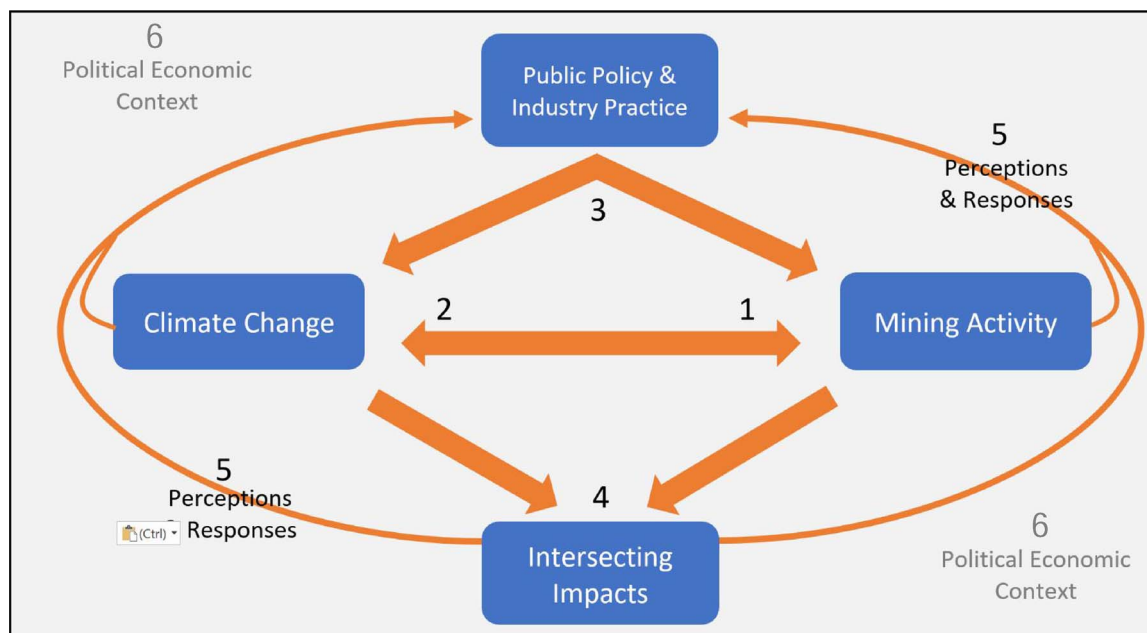 6
Political Economic
Context
Public Policy &
Industry Practice
5
Perceptions
& Responses
3
Climate Change
2
1
Mining Activity
5
Perceptions
(Ctrl)
Responses
4
Intersecting
Impacts
6
Political Economic
Context